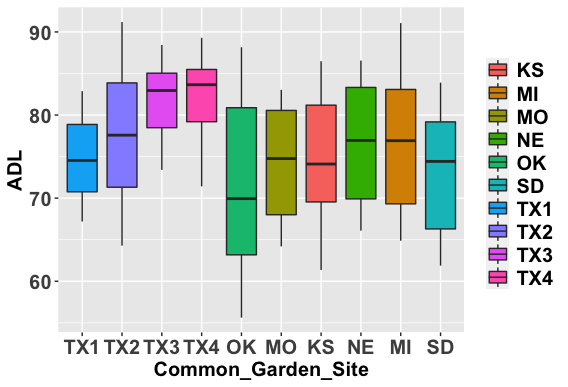 ADL
90
80
70
60
TX1 TX2 TX3 TX4 OK MO KS NE MI SD
Common_Garden_Site
KS
MI
MO
NE
OK
SD
TX1
TX2
TX3
TX4